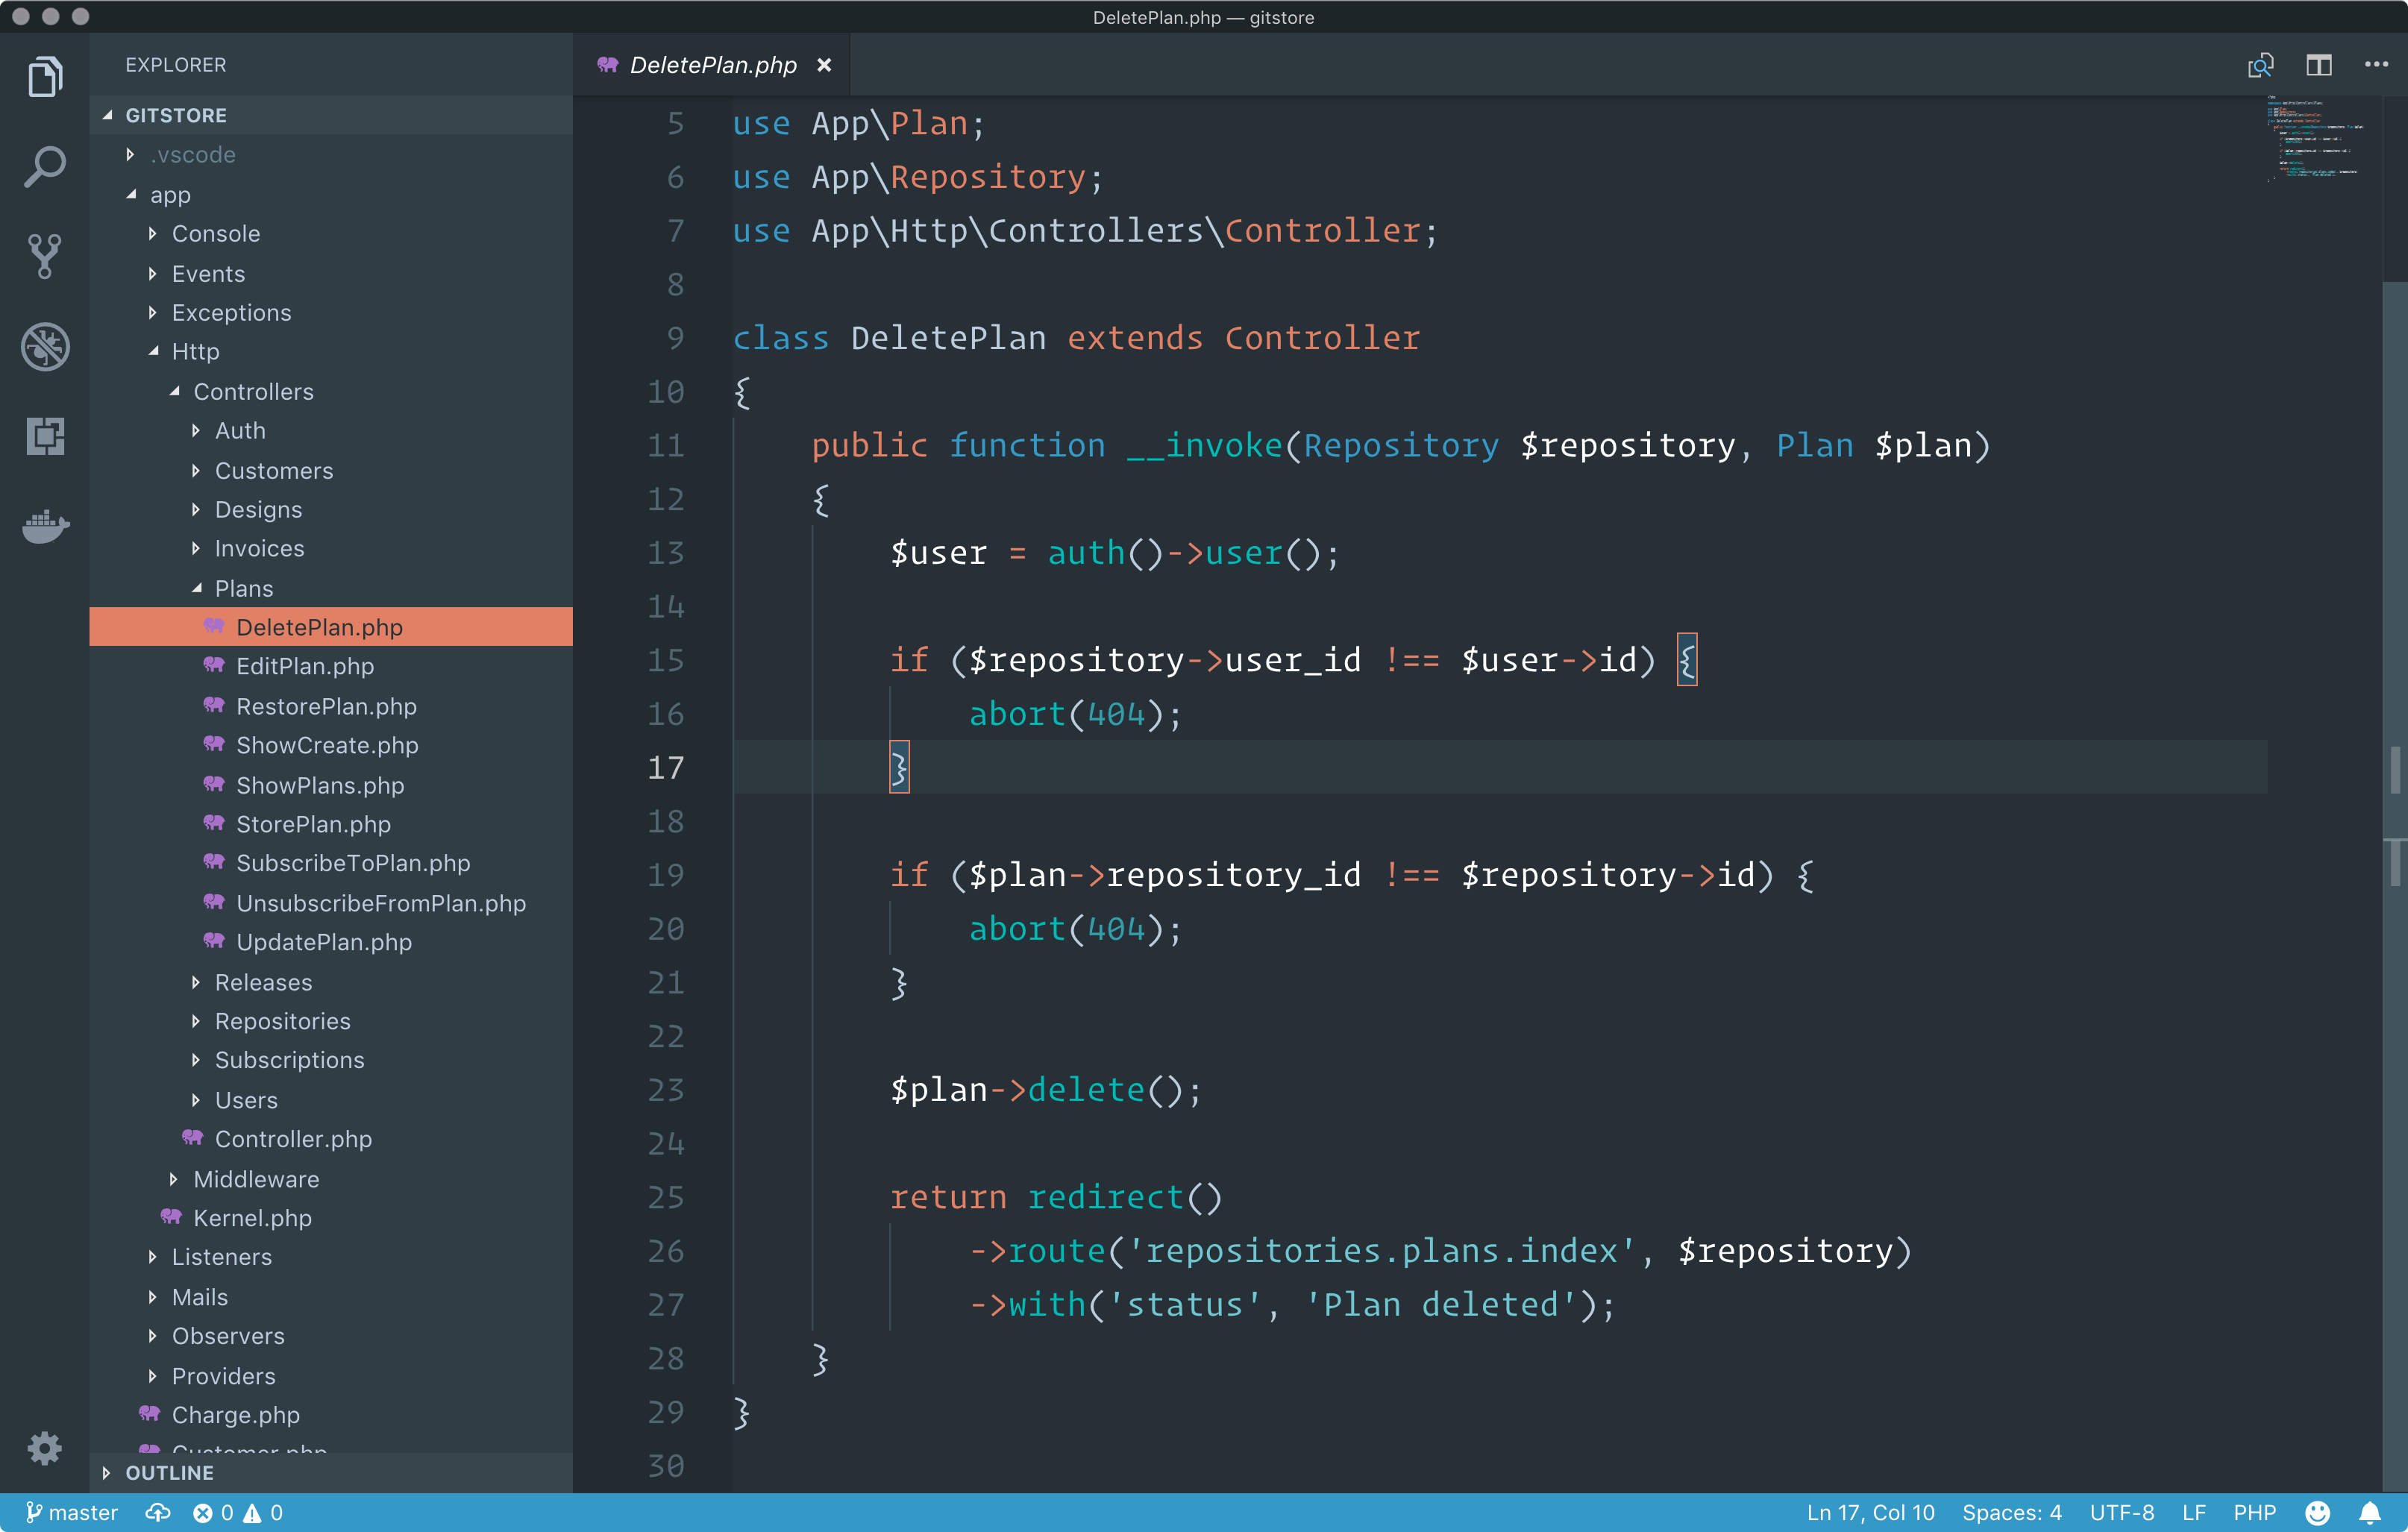 DeletePlan.php — gitstore
EXPLORER
GITSTORE
.vscode
app
Console
Events
Exceptions
Http
Controllers
Auth
Customers
Designs
Invoices
Plans
DeletePlan.php
EditPlan.php
RestorePlan.php
ShowCreate.php
ShowPlans.php
StorePlan.php
SubscribeToPlan.php
UnsubscribeFromPlan.php
UpdatePlan.php
Releases
Repositories
Subscriptions
Users
Controller.php
Middleware
Kernel.php
Listeners
Mails
Observers
Providers
Charge.php
Customer.php
OUTLINE
DeletePlan.php ×
5 use App\Plan;
6 use App\Repository;
7 use App\Http\Controllers\Controller;
8
9 class DeletePlan extends Controller
10 {
11     public function __invoke(Repository $repository, Plan $plan)
12     {
13         $user = auth()->user();
14
15         if ($repository->user_id !== $user->id) {
16             abort(404);
17         }
18
19         if ($plan->repository_id !== $repository->id) {
20             abort(404);
21         }
22
23         $plan->delete();
24
25         return redirect()
26             ->route('repositories.plans.index', $repository)
27             ->with('status', 'Plan deleted');
28     }
29 }
30
master 0 0 Ln 17, Col 10 Spaces: 4 UTF-8 LF PHP